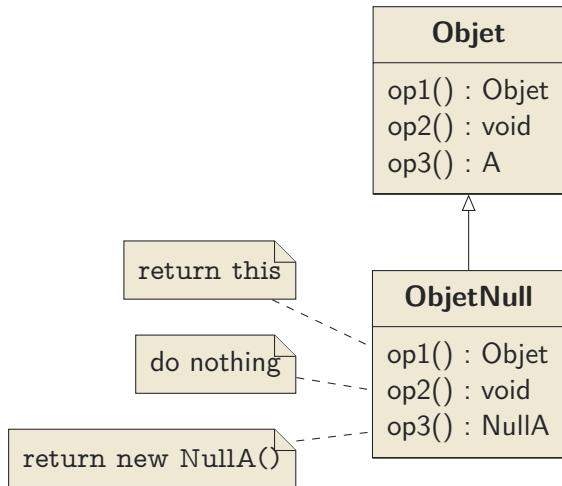 Objet
op1() : Objet
op2() : void
op3() : A
return this
do nothing
return new NullA()
ObjetNull
op1() : Objet
op2() : void
op3() : NullA